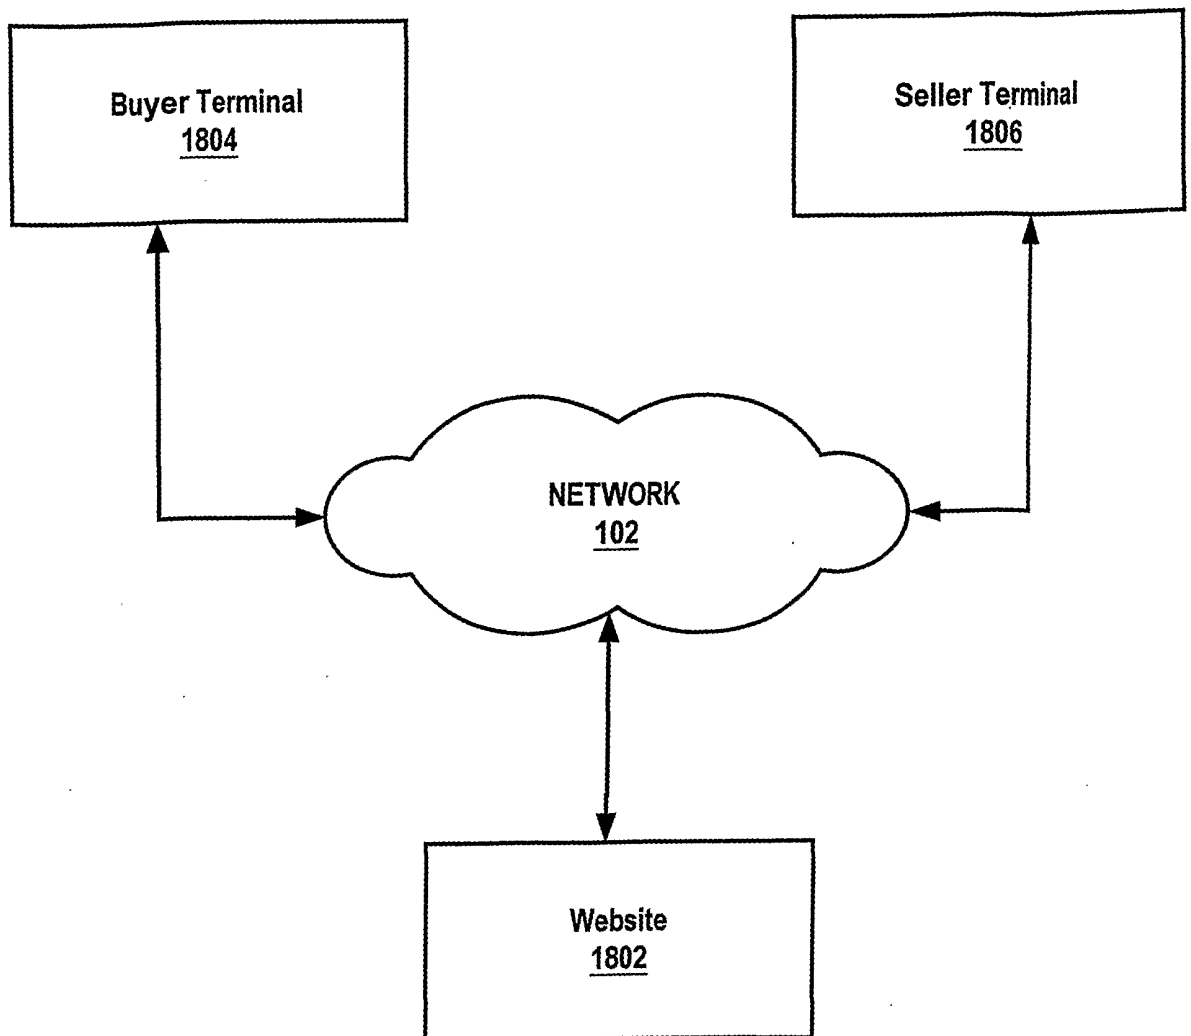 Buyer Terminal
1804
Seller Terminal
1806
NETWORK
102
Website
1802